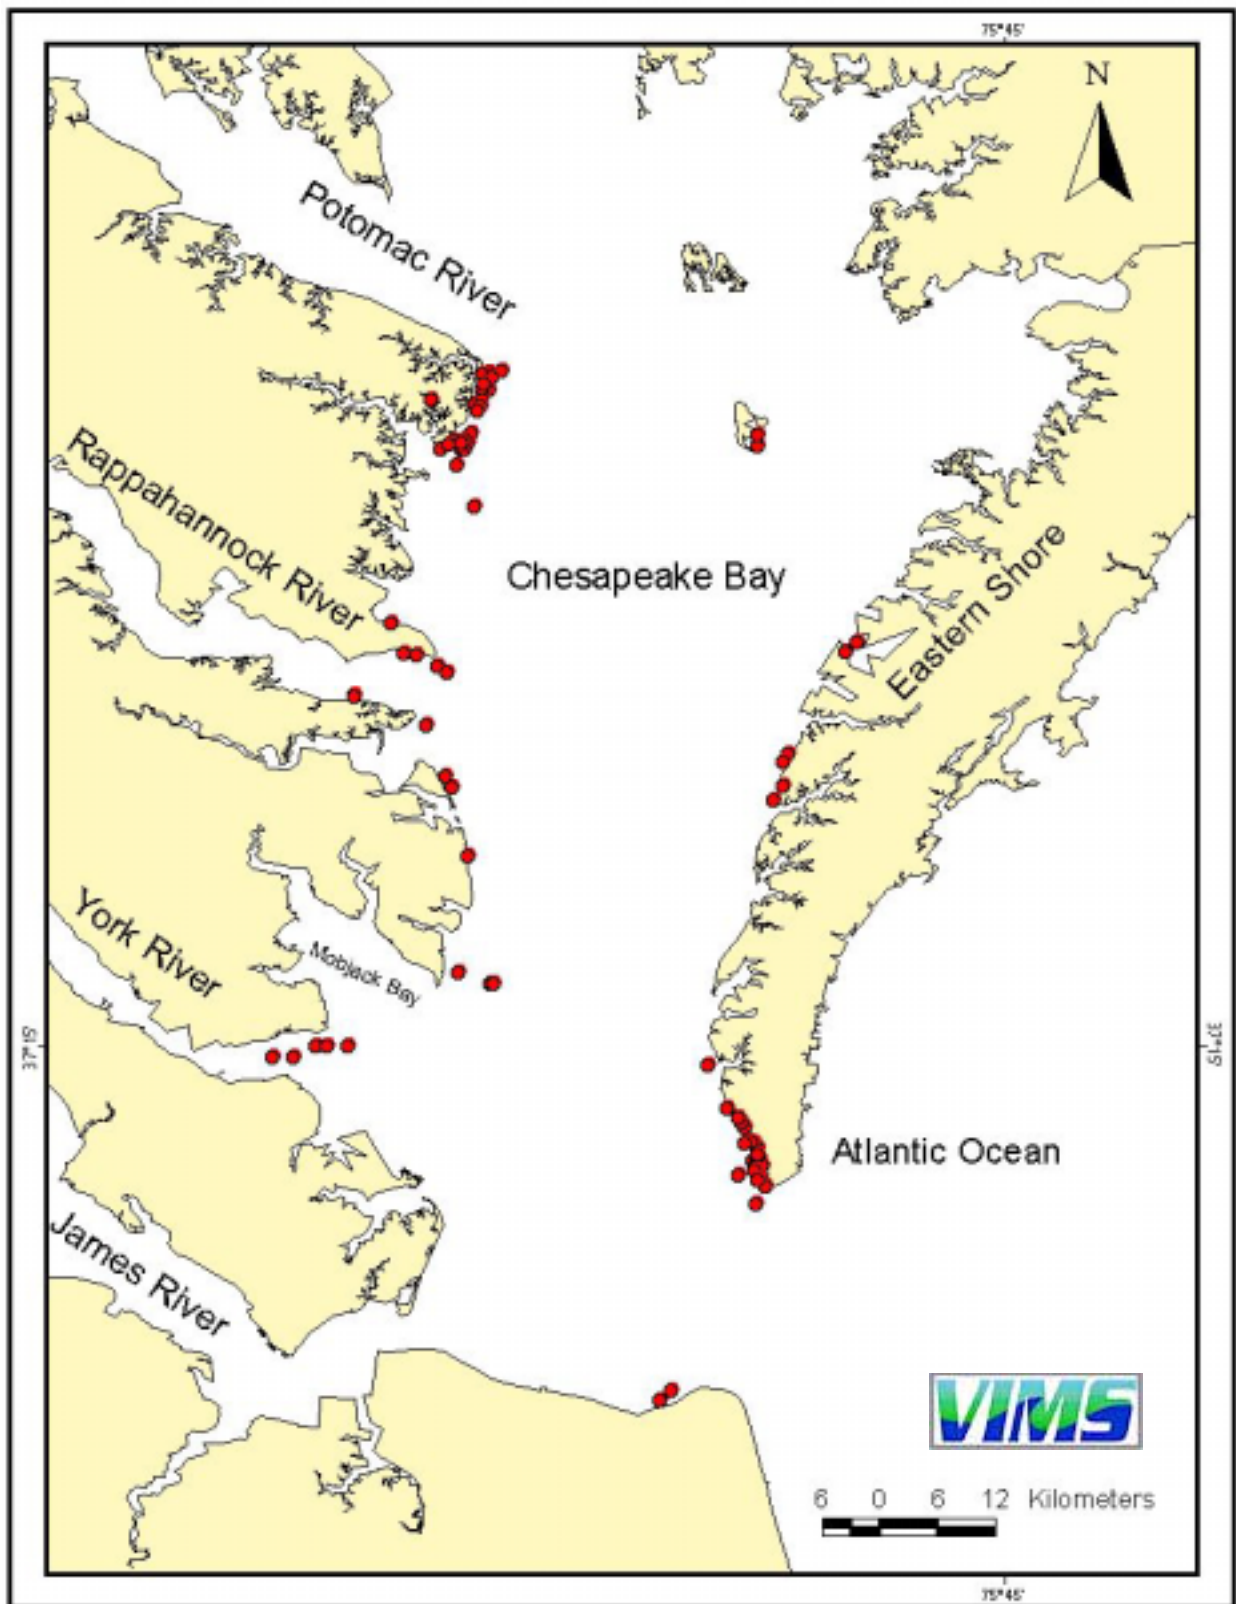 75°45'
N
Potomac River
Rappahannock River
Chesapeake Bay
Eastern Shore
York River
Mobjack Bay
37°15'
37°15'
Atlantic Ocean
James River
VIMS
6 0 6 12 Kilometers
75°45'